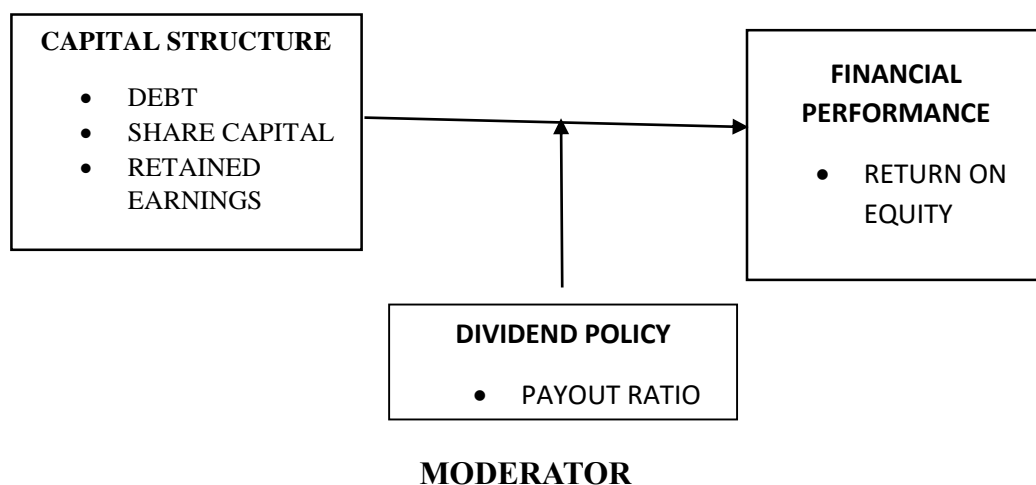 CAPITAL STRUCTURE
• DEBT
• SHARE CAPITAL
• RETAINED
EARNINGS
FINANCIAL
PERFORMANCE
• RETURN ON
EQUITY
DIVIDEND POLICY
• PAYOUT RATIO
MODERATOR